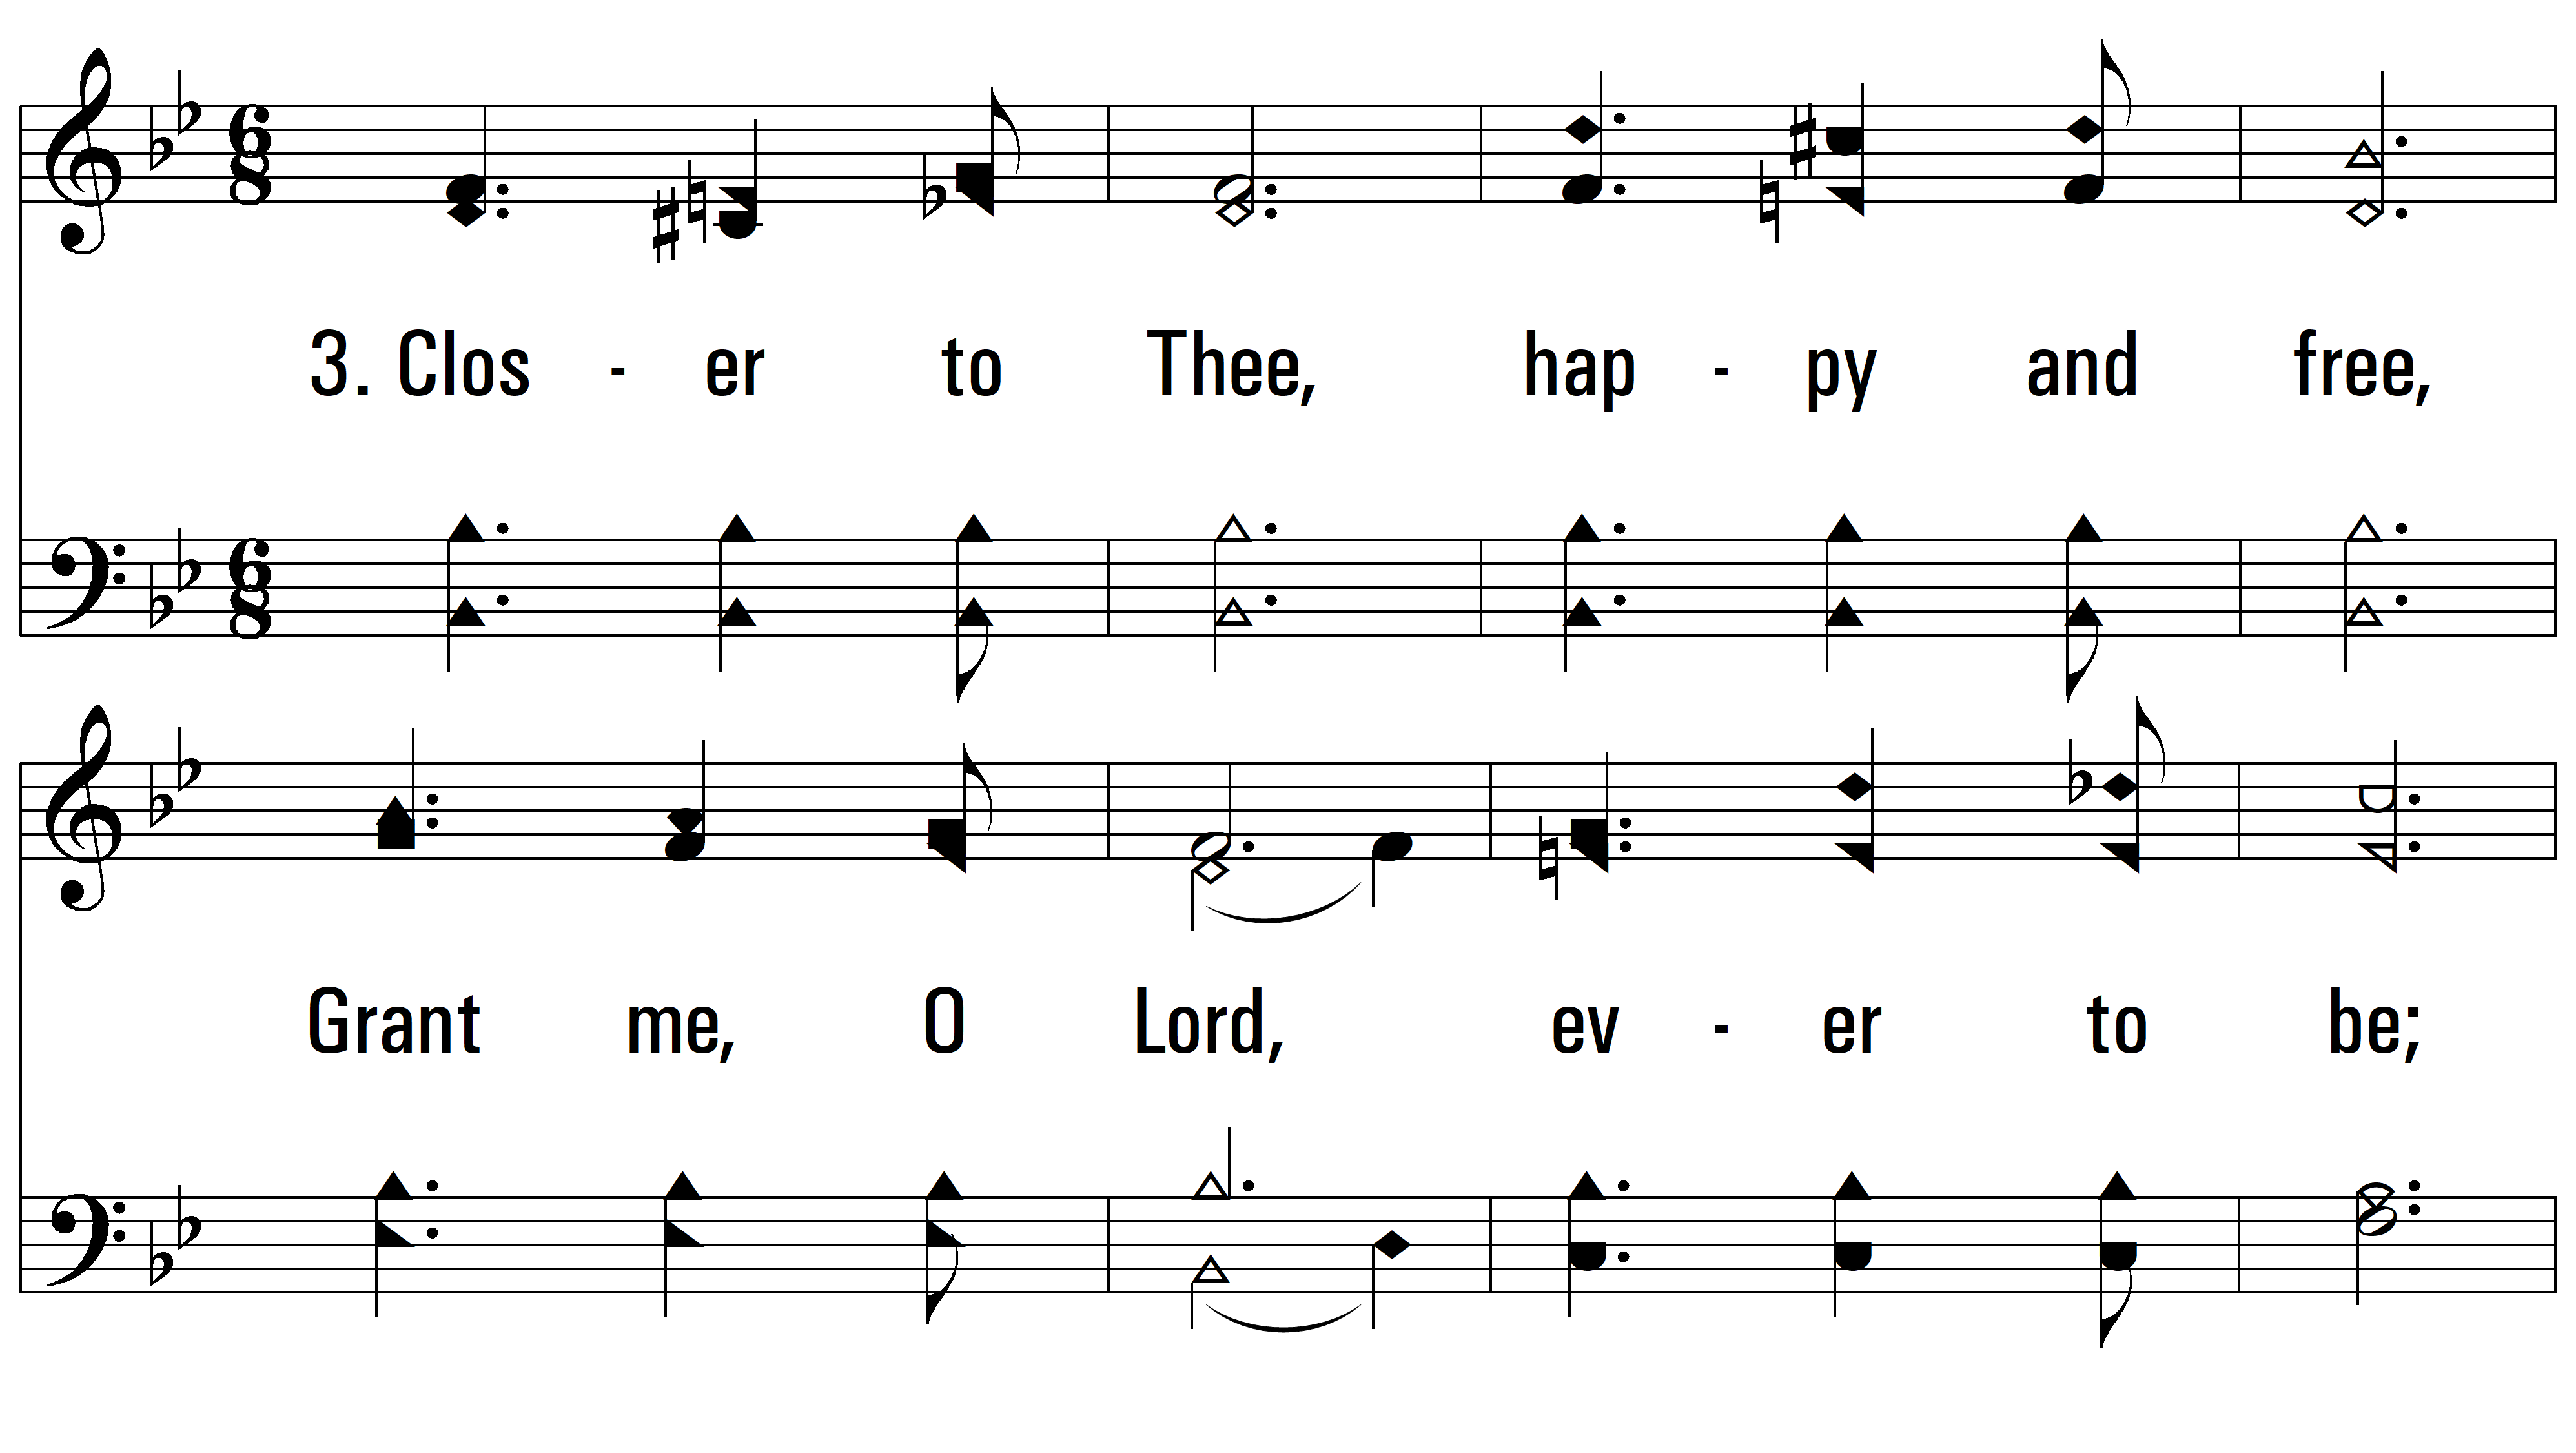 3. Clos - er to Thee, hap - py and free,
Grant me, O Lord, ev - er to be;